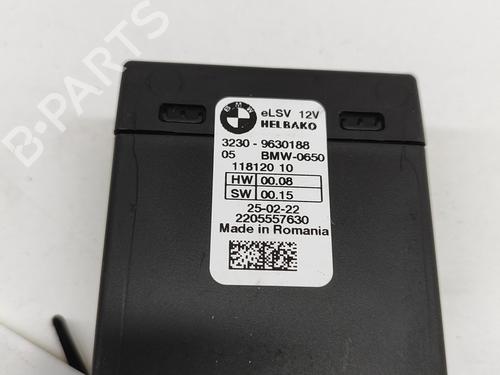 BMW
eLSV 12V
HELBAKO
3230 - 9630188
05 BMW-0650
118120 10
HW 00.08
SW 00.15
25-02-22
2205557630
Made in Romania
B-PARTS